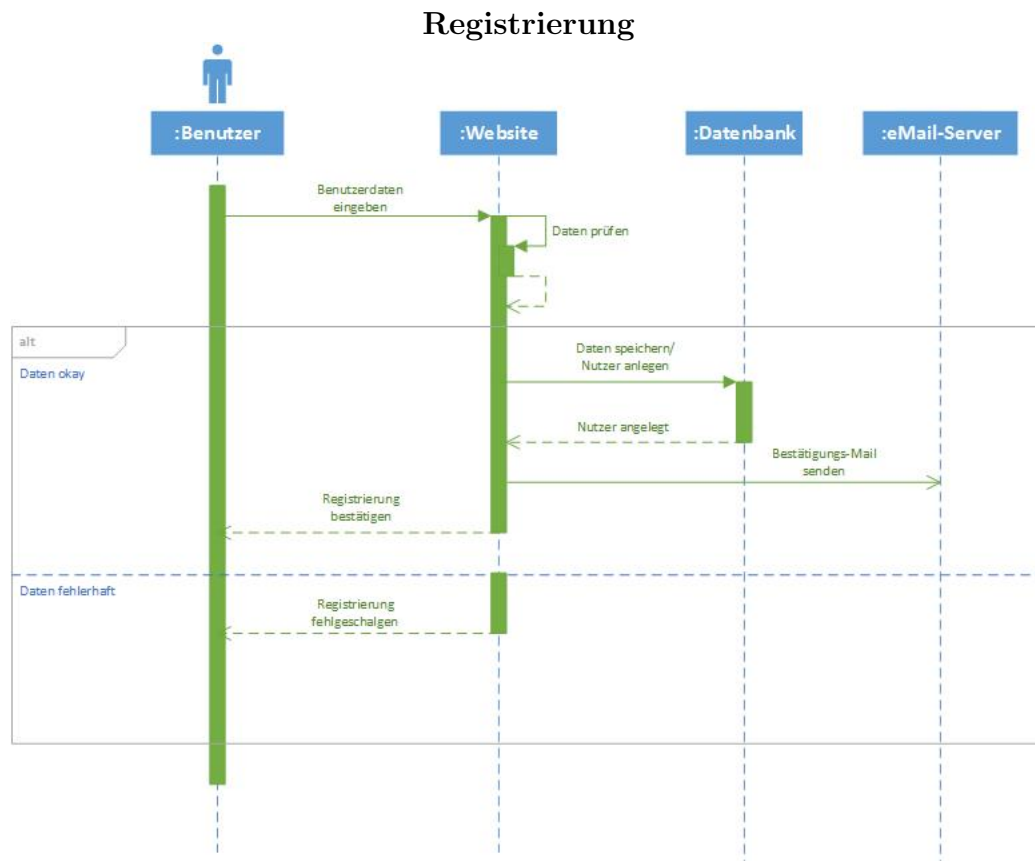 Registrierung
:Benutzer
:Website
:Datenbank
:eMail-Server
Benutzerdaten
eingeben
Daten prüfen
alt
Daten okay
Daten speichern/
Nutzer anlegen
Nutzer angelegt
Bestätigungs-Mail
senden
Registrierung
bestätigen
Daten fehlerhaft
Registrierung
fehlgeschalgen